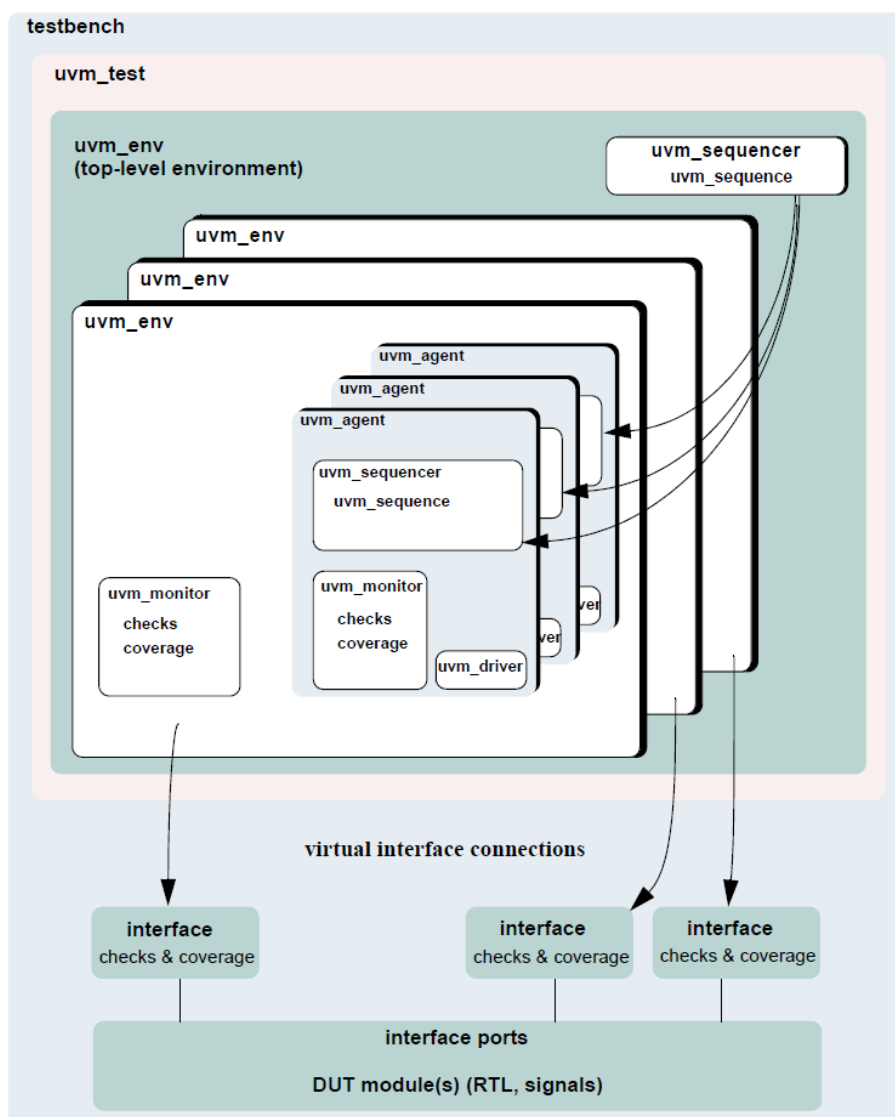 testbench
uvm_test
uvm_env
(top-level environment)
uvm_sequencer
uvm_sequence
uvm_env
uvm_env
uvm_env
uvm_agent
uvm_agent
uvm_agent
uvm_sequencer
uvm_sequence
uvm_monitor
checks
coverage
uvm_monitor
checks
coverage
uvm_driver
ver
ver
virtual interface connections
interface
checks & coverage
interface
checks & coverage
interface
checks & coverage
interface ports
DUT module(s) (RTL, signals)